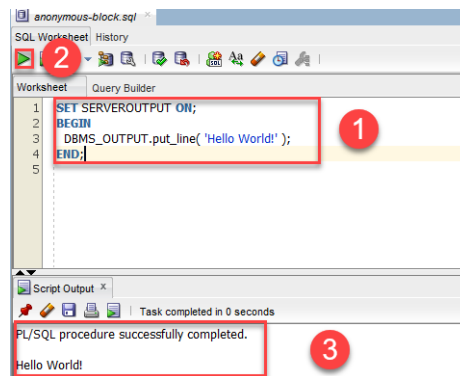 anonymous-block.sql
SQL Worksheet History
2
Worksheet Query Builder
1 SET SERVEROUTPUT ON;
2 BEGIN
3 DBMS_OUTPUT.put_line( 'Hello World!' );
4 END;
5
1
Script Output x
Task completed in 0 seconds
PL/SQL procedure successfully completed.
Hello World!
3